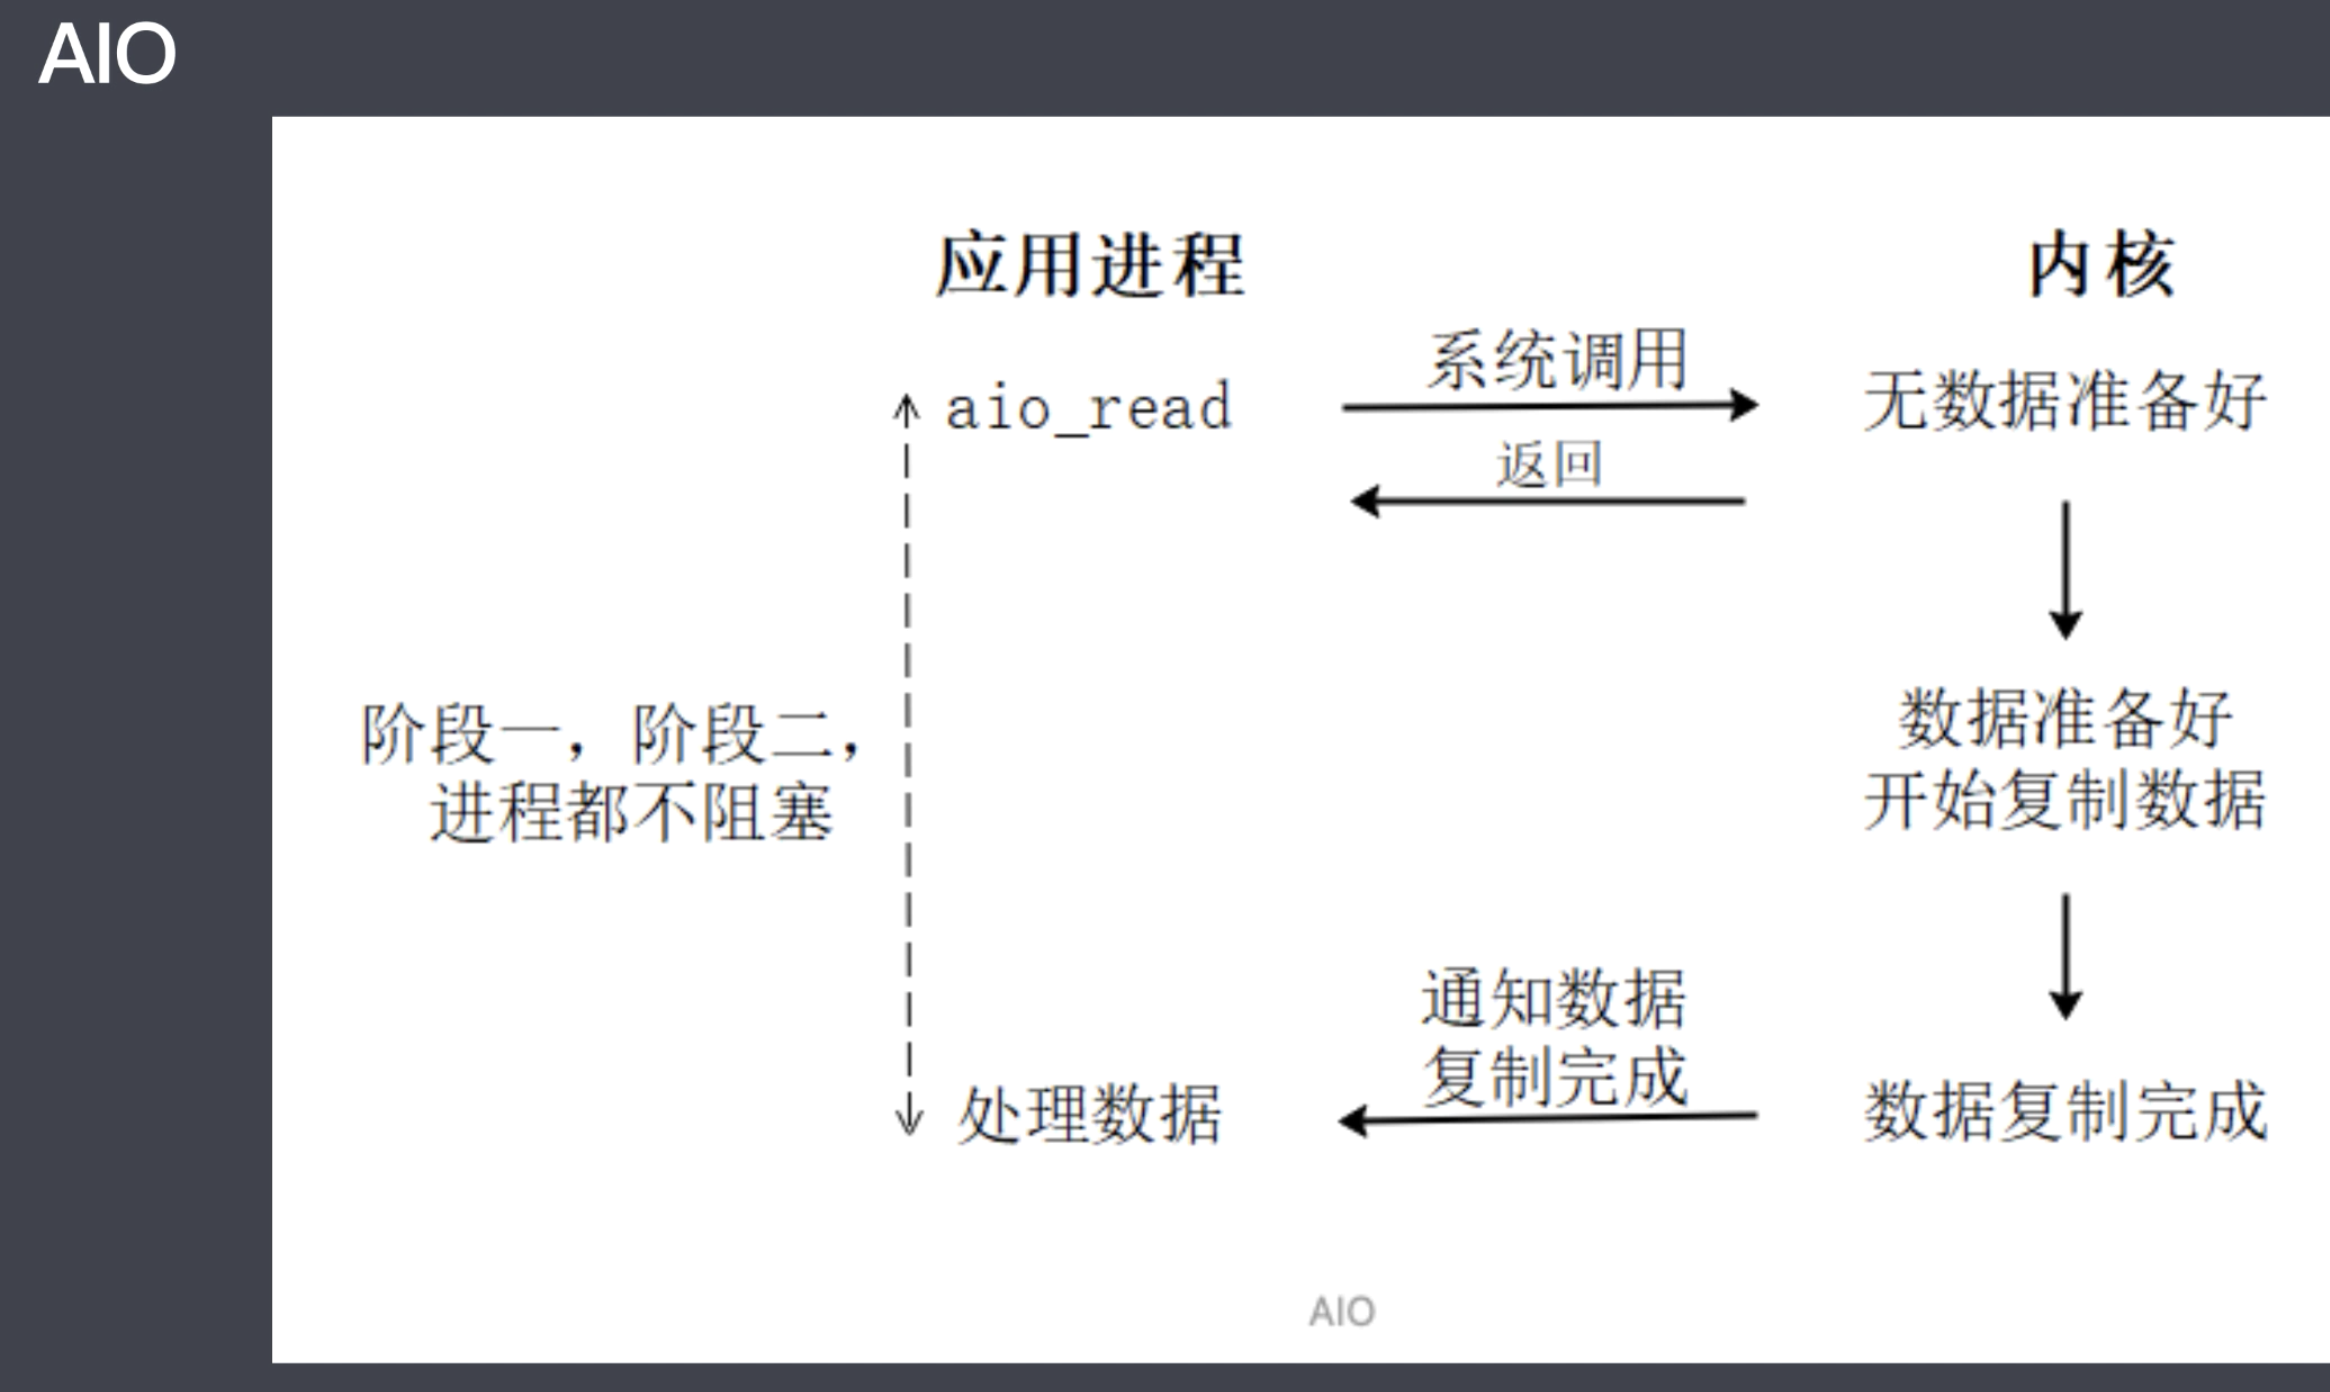 AIO
应用进程
内核
系统调用
aio_read
无数据准备好
返回
阶段一，阶段二，
进程都不阻塞
数据准备好
开始复制数据
通知数据
复制完成
处理数据
数据复制完成
AIO